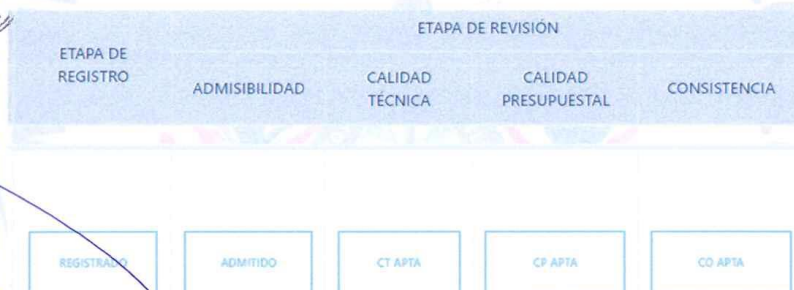 ETAPA DE REVISIÓN
ETAPA DE
REGISTRO
ADMISIBILIDAD
CALIDAD
TÉCNICA
CALIDAD
PRESUPUESTAL
CONSISTENCIA
REGISTRADO
ADMITIDO
CT APTA
CP APTA
CO APTA